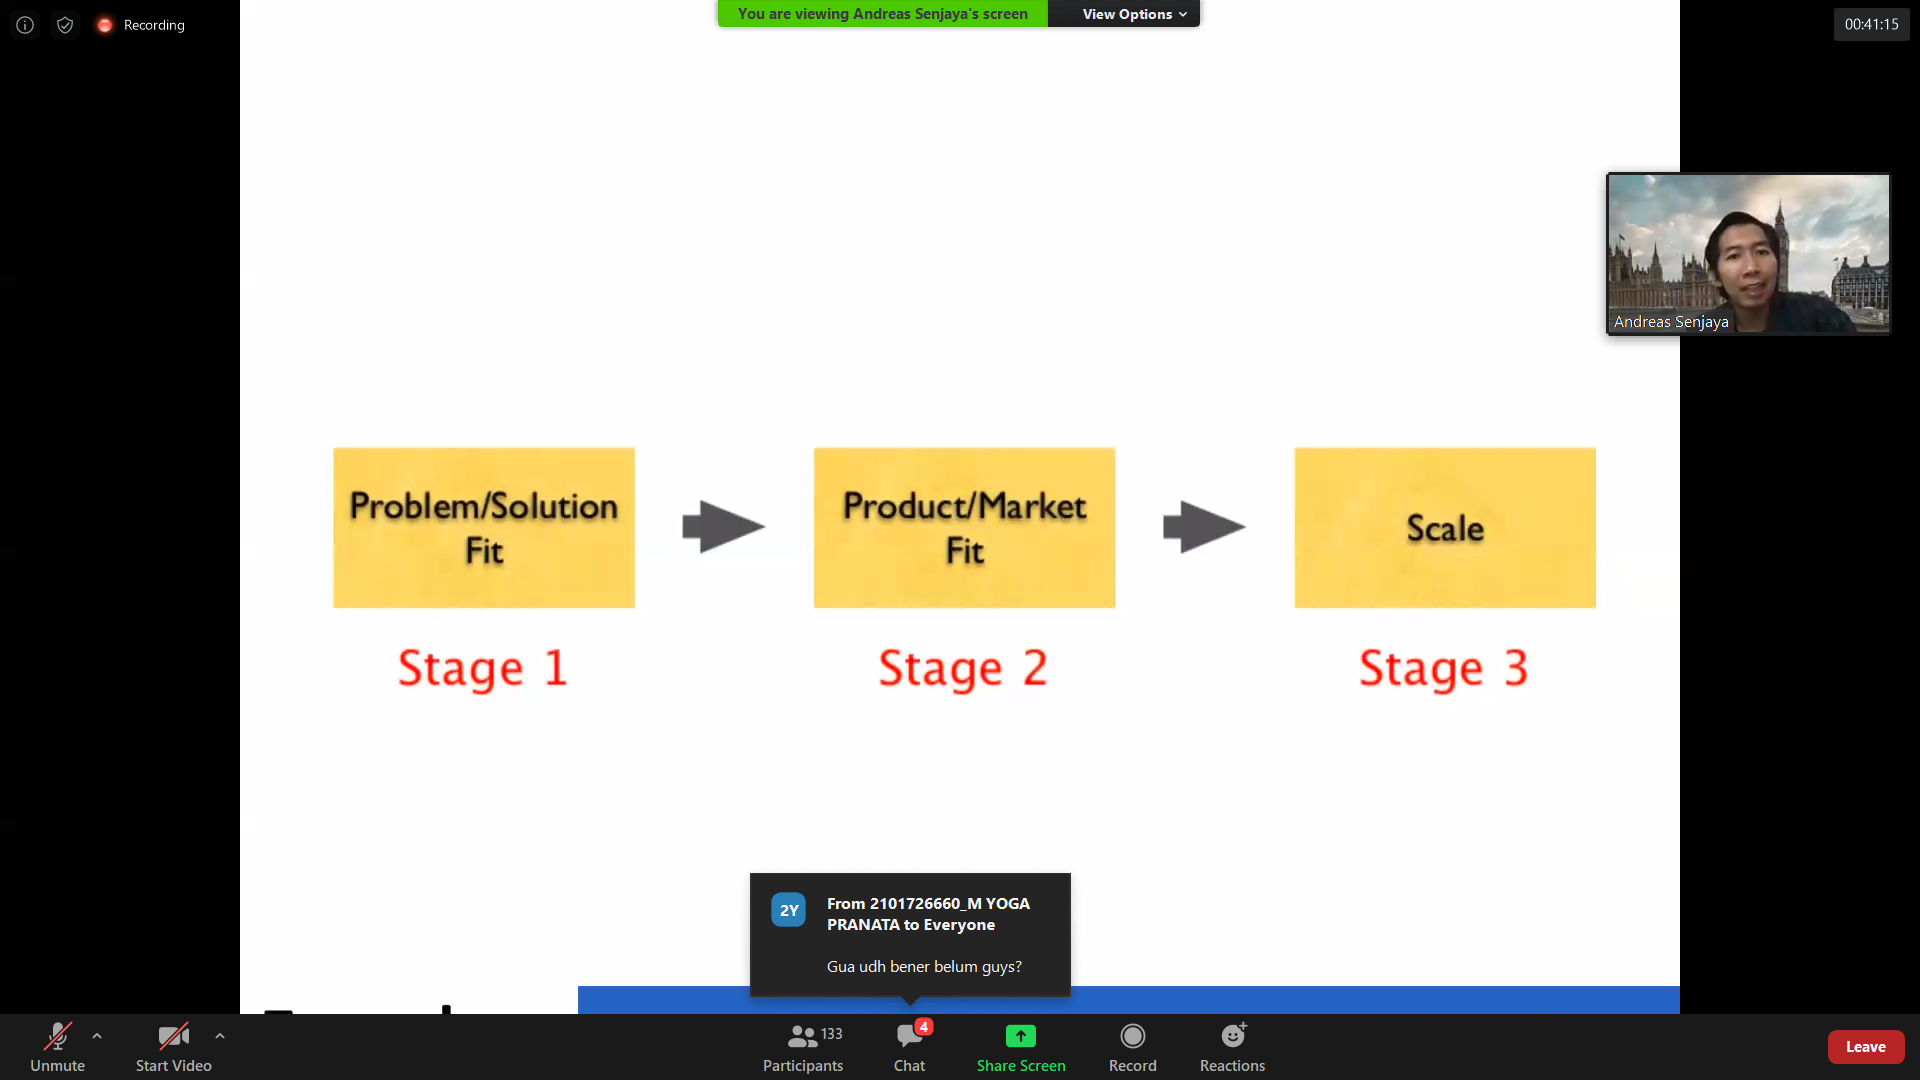 Recording
You are viewing Andreas Senjaya's screen
View Options
00:41:15
Andreas Senjaya
Problem/Solution
Fit
Product/Market
Fit
Scale
Stage 1
Stage 2
Stage 3
2Y
From 2101726660_M YOGA
PRANATA to Everyone
Gua udh bener belum guys?
Unmute
Start Video
133
Participants
4
Chat
Share Screen
Record
Reactions
Leave